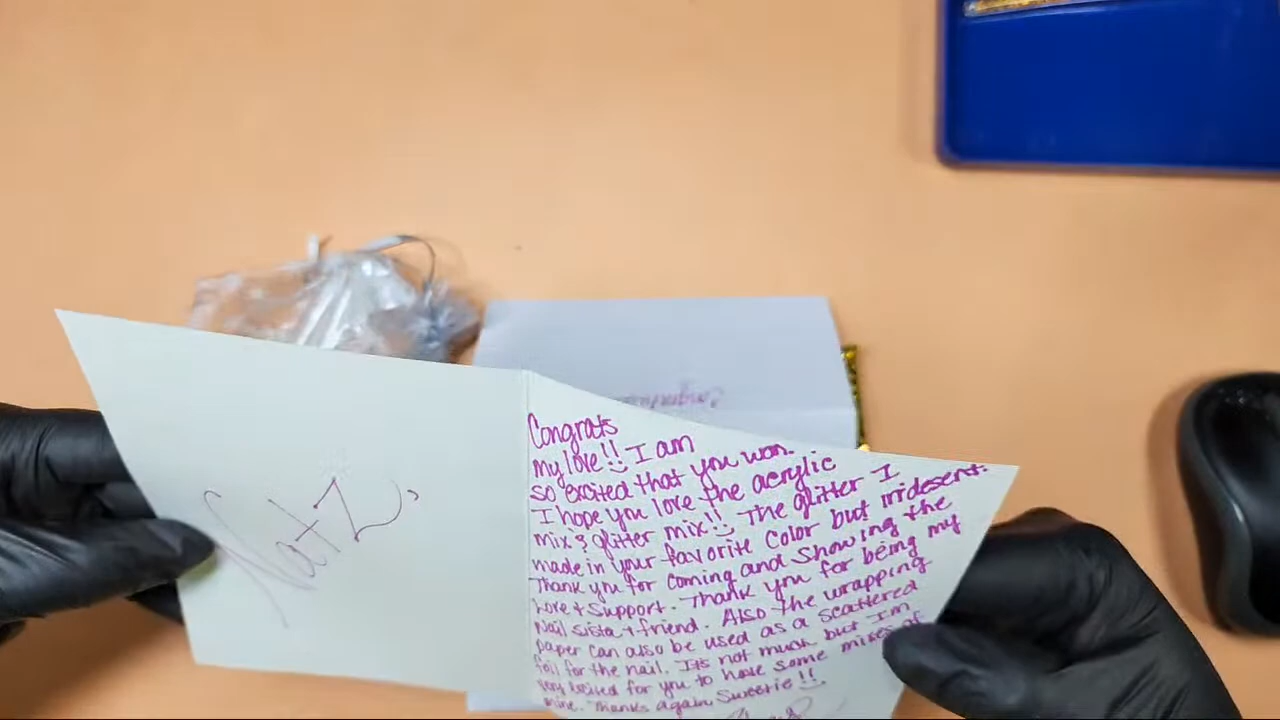 NatZ
Congrats
my love!! I am
so excited that you won.
I hope you love the acrylic
mix & glitter mix!! The glitter I
made in your favorite color but irridesent.
Thank you for coming and showing the
love + support. Thank you for being my
nail sista + friend. Also the wrapping
paper can also be used as a scattered
foil for the nail. It's not much but I'm
very excited for you to have some mixes of
mine. Thanks again Sweetie!!